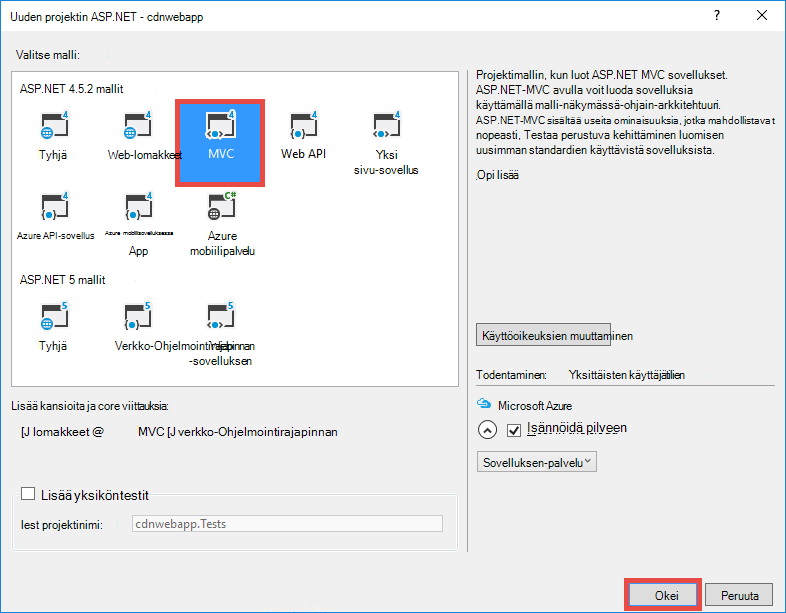 Uuden projektin ASP.NET - cdnwebapp
Valitse malli:
ASP.NET 4.5.2 mallit
Tyhjä
Web-lomakkeet
MVC
Web API
Yksi
sivu-sovellus
Azure API-sovellus
Azure mobiilisovelluksessa
App
Azure
mobiilipalvelu
ASP.NET 5 mallit
Tyhjä
Verkko-Ohjelmointirajapinnan
-sovelluksen
Lisää kansioita ja core viittauksia:
[J lomakkeet @ MVC [J verkko-Ohjelmointirajapinnan
Lisää yksiköntestit
Iest projektinimi: cdnwebapp.Tests
Projektimallin, kun luot ASP.NET MVC sovellukset.
ASP.NET-MVC avulla voit luoda sovelluksia
käyttämällä malli-näkymässä-ohjain-arkkitehtuuri.
ASP.NET-MVC sisältää useita ominaisuuksia, jotka mahdollistavat
nopeasti, Testaa perustuva kehittäminen luomisen
uusimman standardien käyttävistä sovelluksista.
Opi lisää
Käyttöoikeuksien muuttaminen
Todentaminen: Yksittäisten käyttäjätilien
Microsoft Azure
Isännöidä pilveen
Sovelluksen-palvelu
Okei
Peruuta